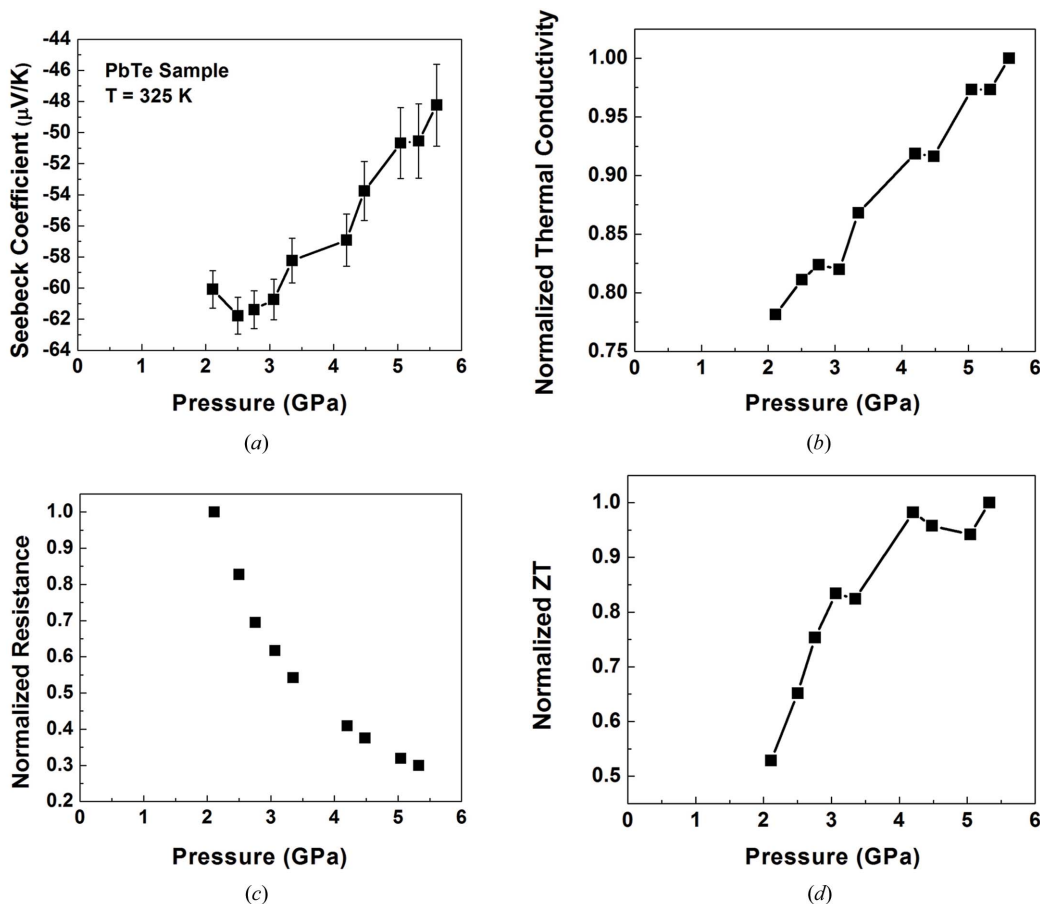 -44
-46
-48
-50
-52
-54
-56
-58
-60
-62
-64
Seebeck Coefficient (μV/K)
PbTe Sample
T = 325 K
0 1 2 3 4 5 6
Pressure (GPa)
(a)
1.00
0.95
0.90
0.85
0.80
0.75
Normalized Thermal Conductivity
0 1 2 3 4 5 6
Pressure (GPa)
(b)
1.0
0.9
0.8
0.7
0.6
0.5
0.4
0.3
0.2
Normalized Resistance
0 1 2 3 4 5 6
Pressure (GPa)
(c)
1.0
0.9
0.8
0.7
0.6
0.5
Normalized ZT
0 1 2 3 4 5 6
Pressure (GPa)
(d)